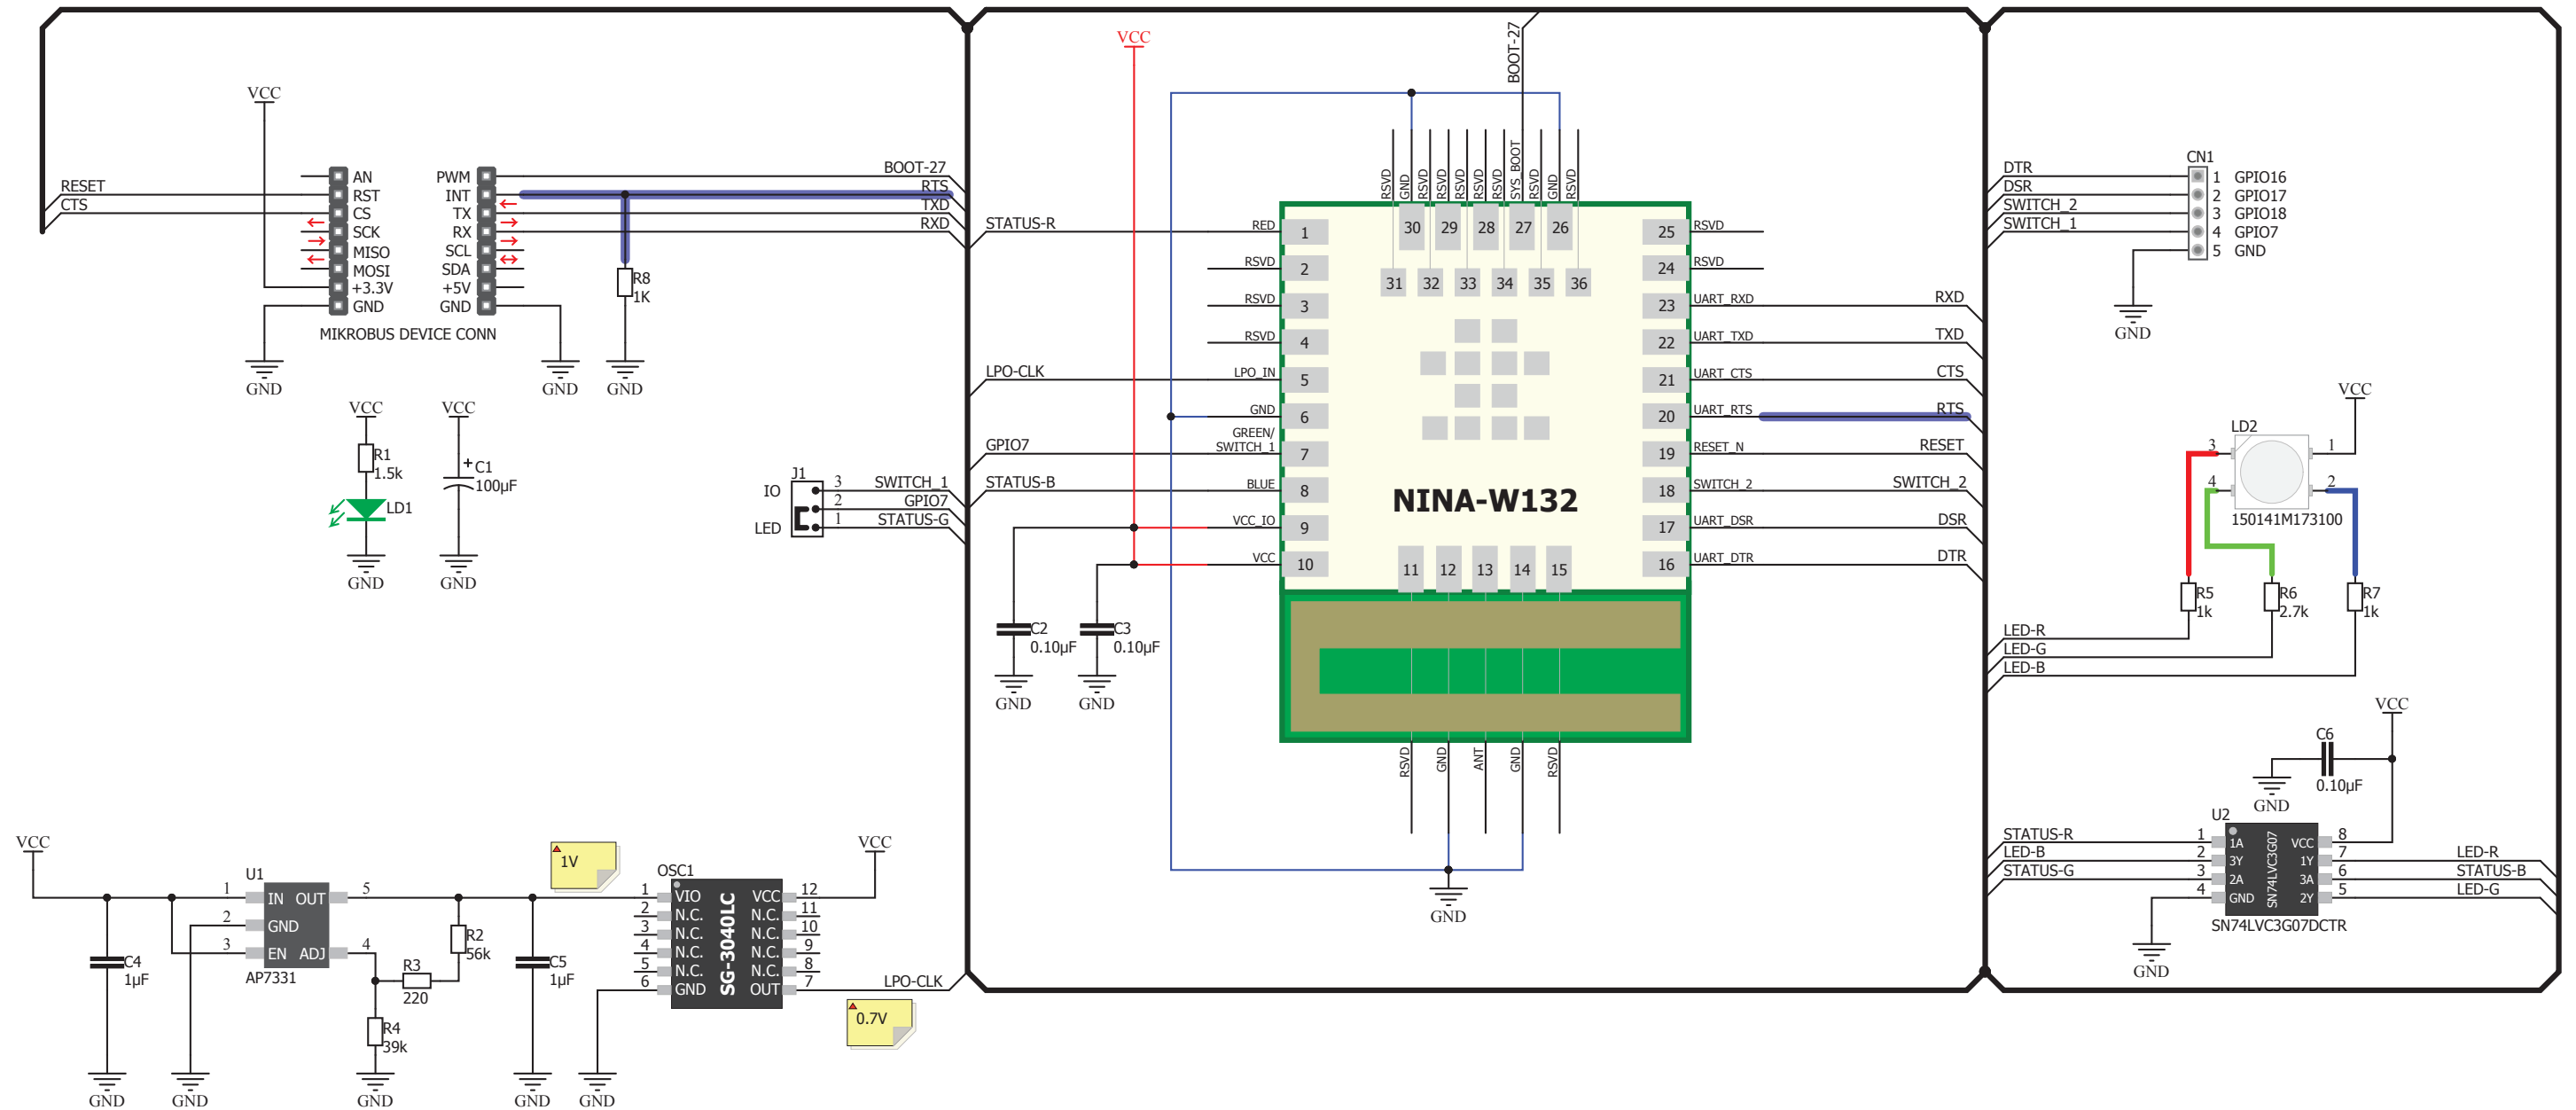 VCC
RESET
CTS
AN
RST
CS
SCK
MISO
MOSI
+3.3V
GND
PWM
INT
TX
RX
SCL
SDA
+5V
GND
MIKROBUS DEVICE CONN
BOOT-27
RTS
TXD
RXD
R8
1K
GND
GND
GND
VCC
R1
1.5k
LD1
GND
VCC
+
C1
100µF
GND
J1
IO
LED
3
2
1
SWITCH_1
GPIO7
STATUS-G
VCC
C4
1µF
GND
GND
U1
1
2
3
IN
GND
EN
OUT
ADJ
5
4
AP7331
R2
56k
R3
220
R4
39k
GND
C5
1µF
GND
1V
OSC1
1
2
3
4
5
6
VIO
N.C.
N.C.
N.C.
N.C.
GND
SG-3040LC
VCC
N.C.
N.C.
N.C.
N.C.
OUT
12
11
10
9
8
7
VCC
GND
LPO-CLK
0.7V
VCC
BOOT-27
STATUS-R
LPO-CLK
GPIO7
STATUS-B
RED
RSVD
RSVD
RSVD
LPO_IN
GND
GREEN/
SWITCH_1
BLUE
VCC_IO
VCC
1
2
3
4
5
6
7
8
9
10
C2
0.10µF
GND
C3
0.10µF
GND
RSVD
GND
RSVD
RSVD
RSVD
RSVD
RSVD
SYS_BOOT
RSVD
GND
RSVD
30
29
28
27
26
31
32
33
34
35
36
NINA-W132
11
12
13
14
15
RSVD
GND
ANT
GND
RSVD
GND
25
24
23
22
21
20
19
18
17
16
RSVD
RSVD
UART_RXD
UART_TXD
UART_CTS
UART_RTS
RESET_N
SWITCH_2
UART_DSR
UART_DTR
RXD
TXD
CTS
RTS
RESET
SWITCH_2
DSR
DTR
DTR
DSR
SWITCH_2
SWITCH_1
CN1
1 GPIO16
2 GPIO17
3 GPIO18
4 GPIO7
5 GND
GND
VCC
LD2
3
4
1
2
150141M173100
R5
1k
R6
2.7k
R7
1k
LED-R
LED-G
LED-B
VCC
C6
0.10µF
GND
U2
STATUS-R
LED-B
STATUS-G
1
2
3
4
1A
3Y
2A
GND
SN74LVC3G07
VCC
1Y
3A
2Y
8
7
6
5
LED-R
STATUS-B
LED-G
SN74LVC3G07DCTR
GND